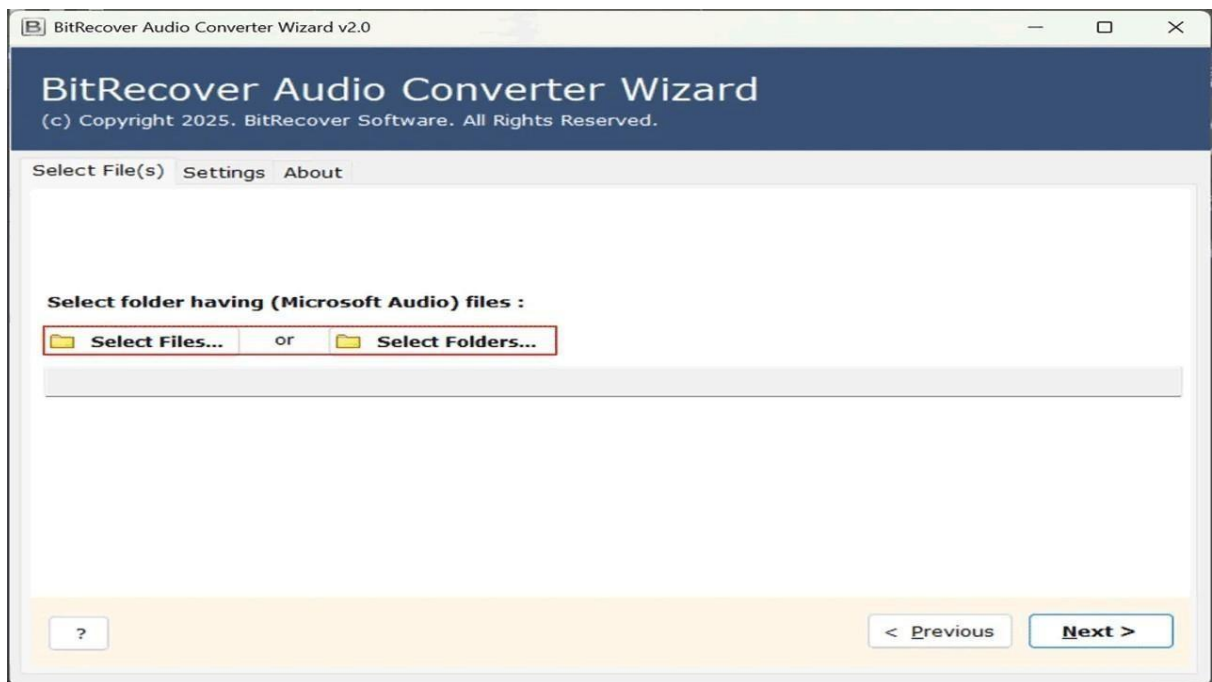 BitRecover Audio Converter Wizard v2.0
BitRecover Audio Converter Wizard
(c) Copyright 2025. BitRecover Software. All Rights Reserved.
Select File(s) Settings About
Select folder having (Microsoft Audio) files :
Select Files... or Select Folders...
? < Previous Next >